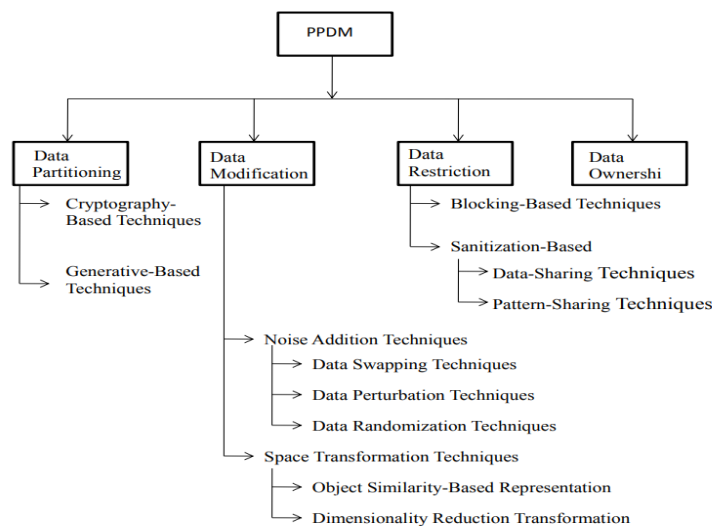 PPDM
Data
Partitioning
Data
Modification
Data
Restriction
Data
Ownershi
Cryptography-
Based Techniques
Generative-Based
Techniques
Blocking-Based Techniques
Sanitization-Based
Data-Sharing Techniques
Pattern-Sharing Techniques
Noise Addition Techniques
Data Swapping Techniques
Data Perturbation Techniques
Data Randomization Techniques
Space Transformation Techniques
Object Similarity-Based Representation
Dimensionality Reduction Transformation